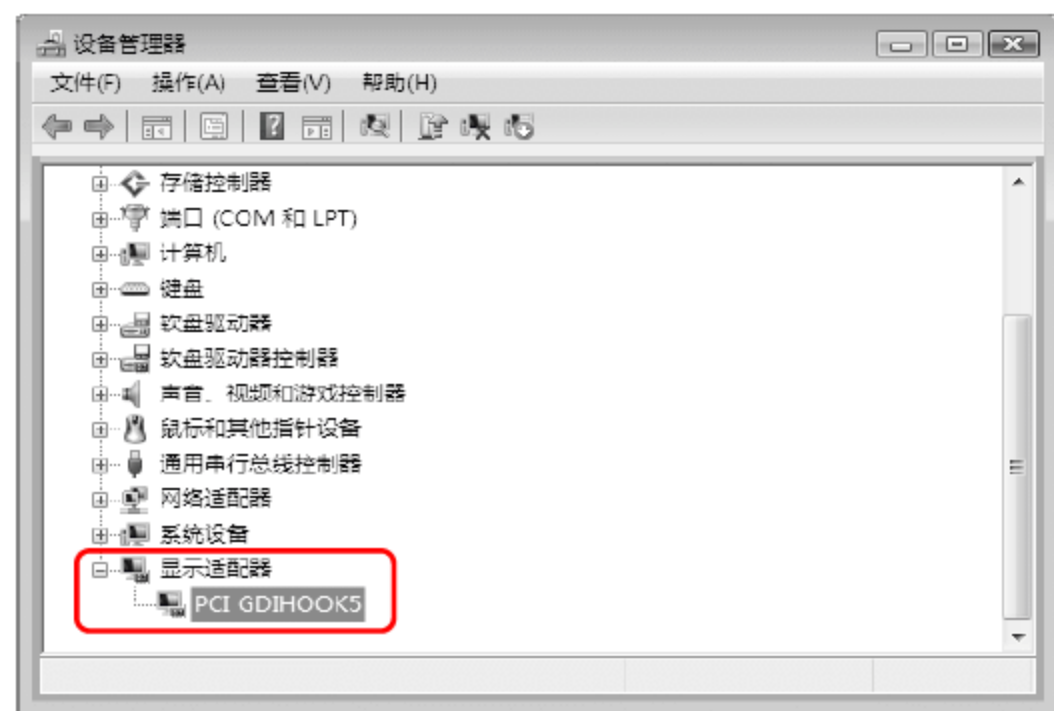 设备管理器
文件(F) 操作(A) 查看(V) 帮助(H)
存储控制器
端口 (COM 和 LPT)
计算机
键盘
软盘驱动器
软盘驱动器控制器
声音、视频和游戏控制器
鼠标和其他指针设备
通用串行总线控制器
网络适配器
系统设备
显示适配器
PCI GDIHOOK5